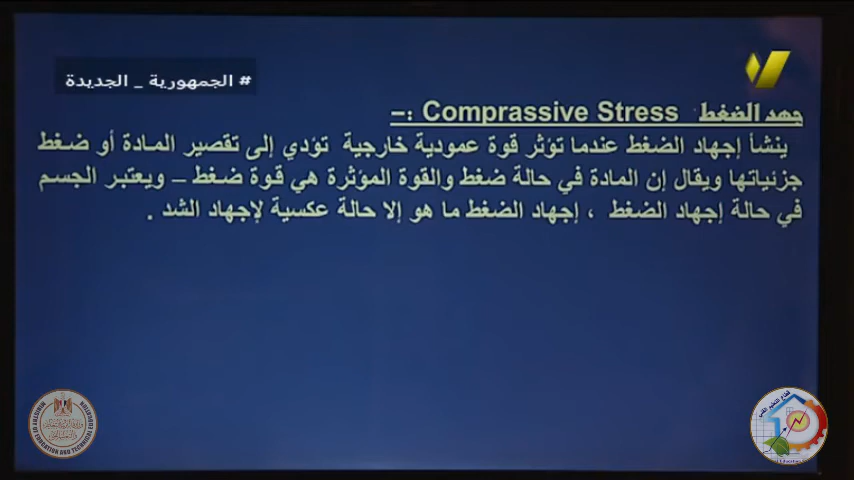 # الجمهورية _ الجديدة
جهد الضغط Comprassive Stress :–
ينشأ إجهاد الضغط عندما تؤثر قوة عمودية خارجية تؤدي إلى تقصير المادة أو ضغط
جزئياتها ويقال إن المادة في حالة ضغط والقوة المؤثرة هي قوة ضغط – ويعتبر الجسم
في حالة إجهاد الضغط ، إجهاد الضغط ما هو إلا حالة عكسية لإجهاد الشد .